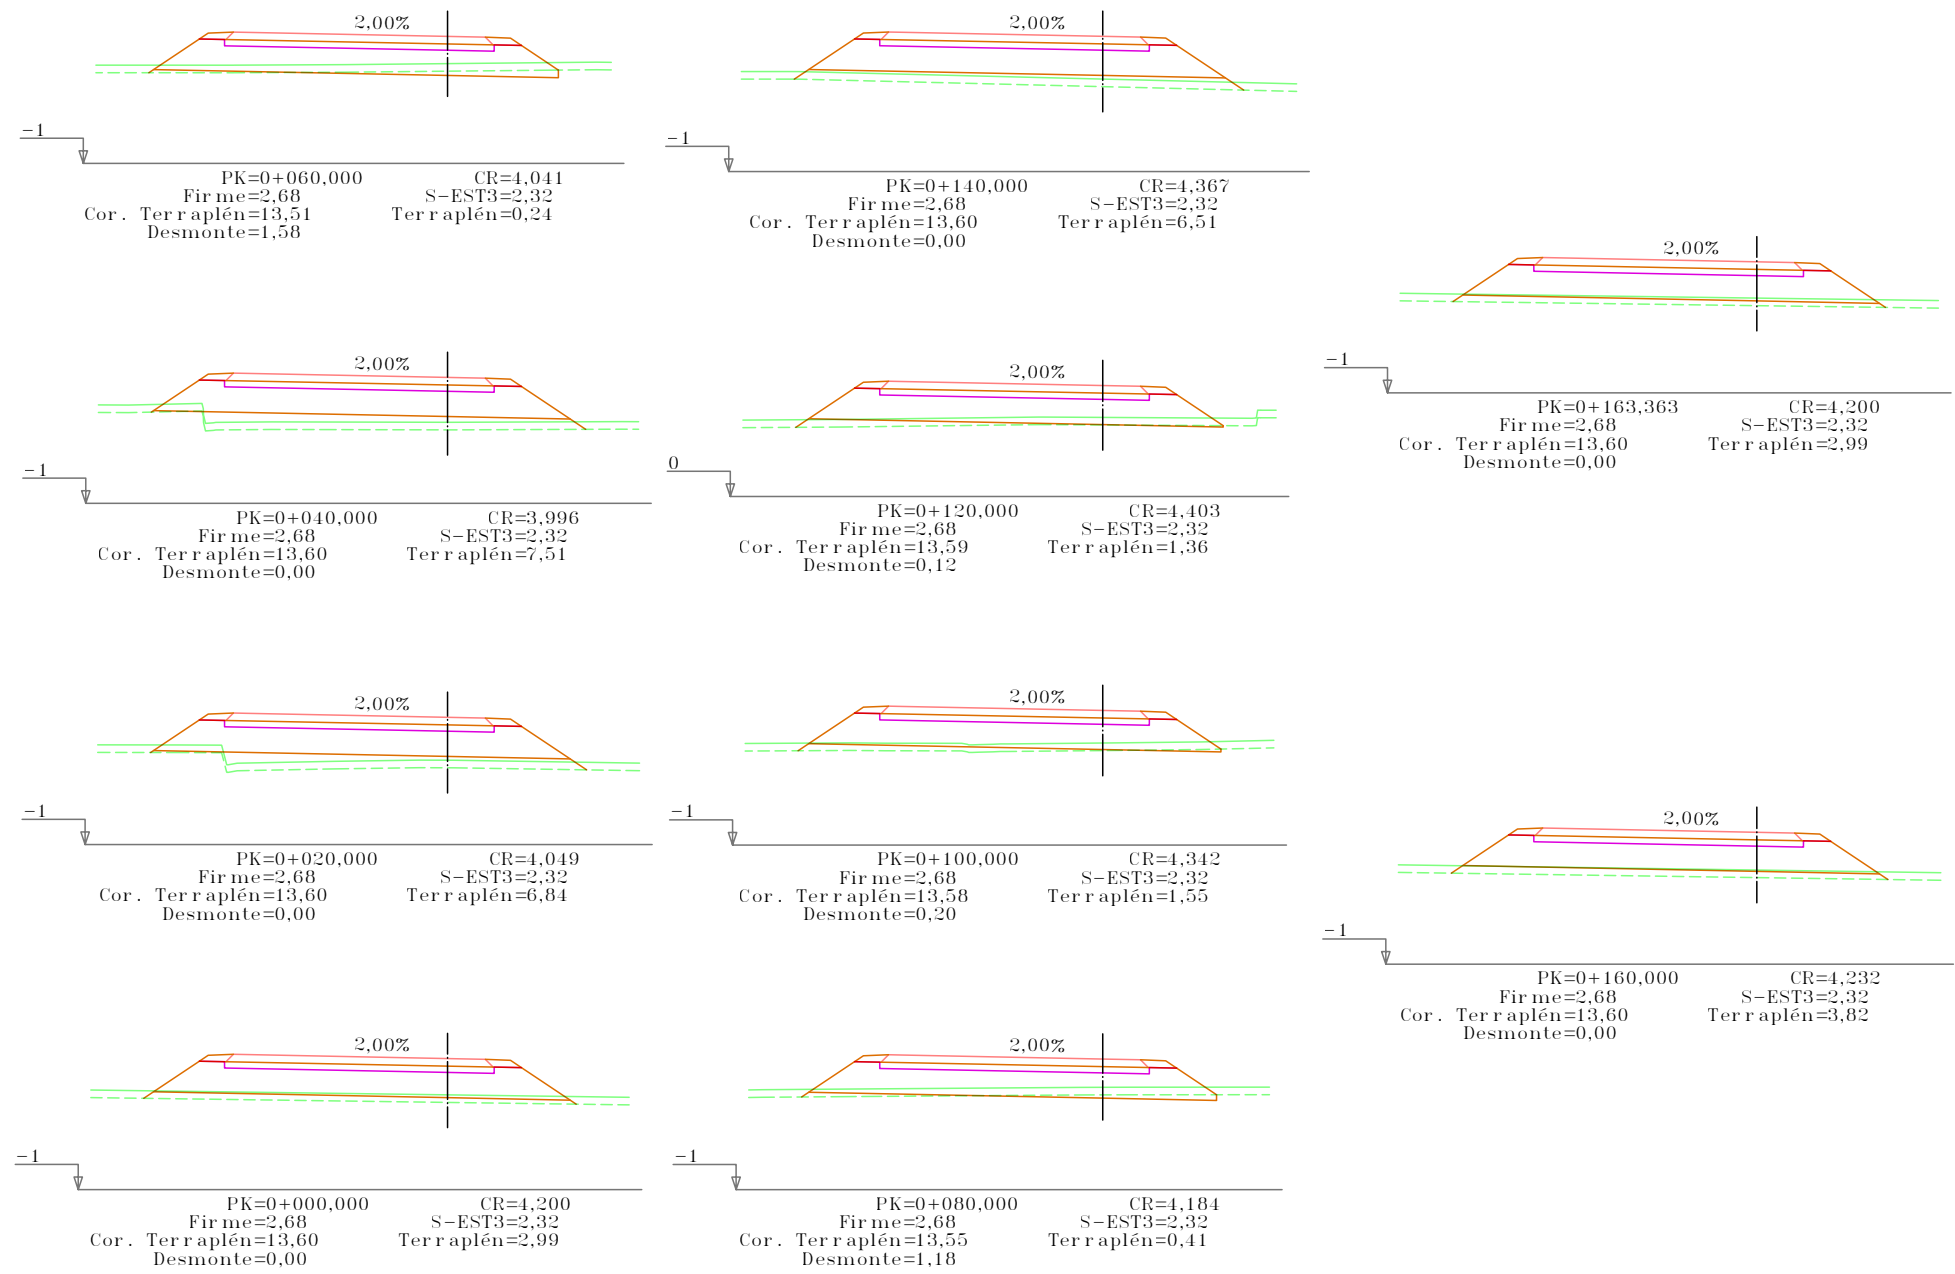 2,00%
-1
PK=0+060,000 CR=4,041
Firme=2,68 S-EST3=2,32
Cor. Terraplén=13,51 Terraplén=0,24
Desmonte=1,58
2,00%
-1
PK=0+040,000 CR=3,996
Firme=2,68 S-EST3=2,32
Cor. Terraplén=13,60 Terraplén=7,51
Desmonte=0,00
2,00%
-1
PK=0+020,000 CR=4,049
Firme=2,68 S-EST3=2,32
Cor. Terraplén=13,60 Terraplén=6,84
Desmonte=0,00
2,00%
-1
PK=0+000,000 CR=4,200
Firme=2,68 S-EST3=2,32
Cor. Terraplén=13,60 Terraplén=2,99
Desmonte=0,00
2,00%
-1
PK=0+140,000 CR=4,367
Firme=2,68 S-EST3=2,32
Cor. Terraplén=13,60 Terraplén=6,51
Desmonte=0,00
2,00%
0
PK=0+120,000 CR=4,403
Firme=2,68 S-EST3=2,32
Cor. Terraplén=13,59 Terraplén=1,36
Desmonte=0,12
2,00%
-1
PK=0+100,000 CR=4,342
Firme=2,68 S-EST3=2,32
Cor. Terraplén=13,58 Terraplén=1,55
Desmonte=0,20
2,00%
-1
PK=0+080,000 CR=4,184
Firme=2,68 S-EST3=2,32
Cor. Terraplén=13,55 Terraplén=0,41
Desmonte=1,18
2,00%
-1
PK=0+163,363 CR=4,200
Firme=2,68 S-EST3=2,32
Cor. Terraplén=13,60 Terraplén=2,99
Desmonte=0,00
2,00%
-1
PK=0+160,000 CR=4,232
Firme=2,68 S-EST3=2,32
Cor. Terraplén=13,60 Terraplén=3,82
Desmonte=0,00